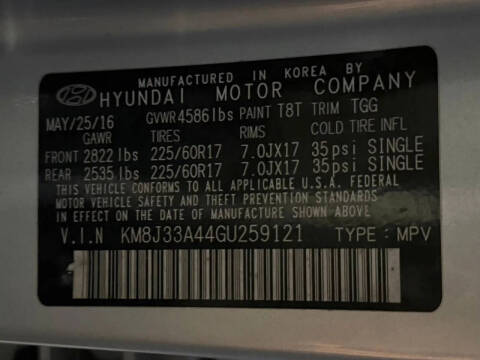 MANUFACTURED IN KOREA BY
HYUNDAI MOTOR COMPANY
MAY/25/16 GVWR 4586 lbs PAINT T8T TRIM TGG
GAWR TIRES RIMS COLD TIRE INFL
FRONT 2822 lbs 225/60R17 7.0JX17 35psi SINGLE
REAR 2535 lbs 225/60R17 7.0JX17 35psi SINGLE
THIS VEHICLE CONFORMS TO ALL APPLICABLE U.S.A. FEDERAL
MOTOR VEHICLE SAFETY AND THEFT PREVENTION STANDARDS
IN EFFECT ON THE DATE OF MANUFACTURE SHOWN ABOVE.
V.I.N KM8J33A44GU259121 TYPE : MPV